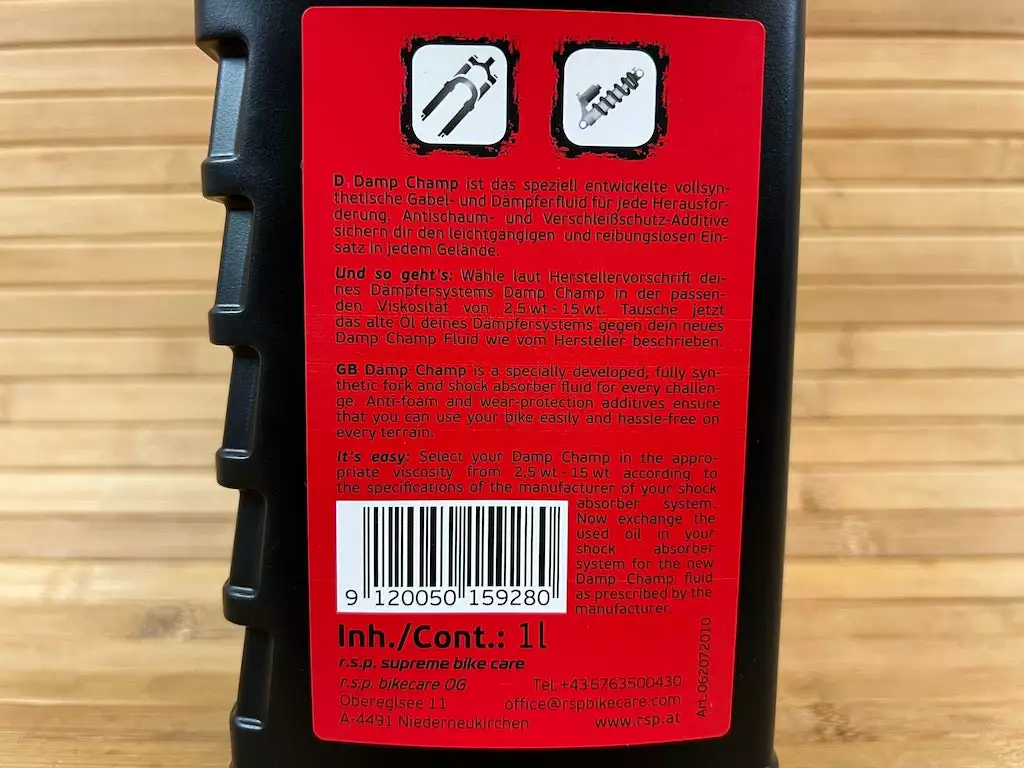 D Damp Champ ist das speziell entwickelte vollsyn-
thetische Gabel- und Dämpferfluid für jede Herausfor-
derung. Antischaum- und Verschleißschutz-Additive
sichern dir den leichtgängigen und reibungslosen Ein-
satz in jedem Gelände.
Und so geht's: Wähle laut Herstellervorschrift dei-
nes Dämpfersystems Damp Champ in der passen-
den Viskosität von 2,5 wt - 15 wt. Tausche jetzt
das alte Öl deines Dämpfersystems gegen dein neues
Damp Champ Fluid wie vom Hersteller beschrieben.
GB Damp Champ is a specially developed, fully syn-
thetic fork and shock absorber fluid for every challen-
ge. Anti-foam and wear-protection additives ensure
that you can use your bike easily and hassle-free on
every terrain.
It's easy: Select your Damp Champ in the appro-
priate viscosity from 2,5 wt - 15 wt according to
the specifications of the manufacturer of your shock
absorber system.
Now exchange the
used oil in your
shock absorber
system for the new
Damp Champ fluid
as prescribed by the
manufacturer.
9 120050 159280
Inh./Cont.: 1l
r.s.p. supreme bike care
r.s.p. bikecare OG
Obereglsee 11
A-4491 Niederneukirchen
Tel: +436763500430
office@rspbikecare.com
www.rsp.at
Art-062072010